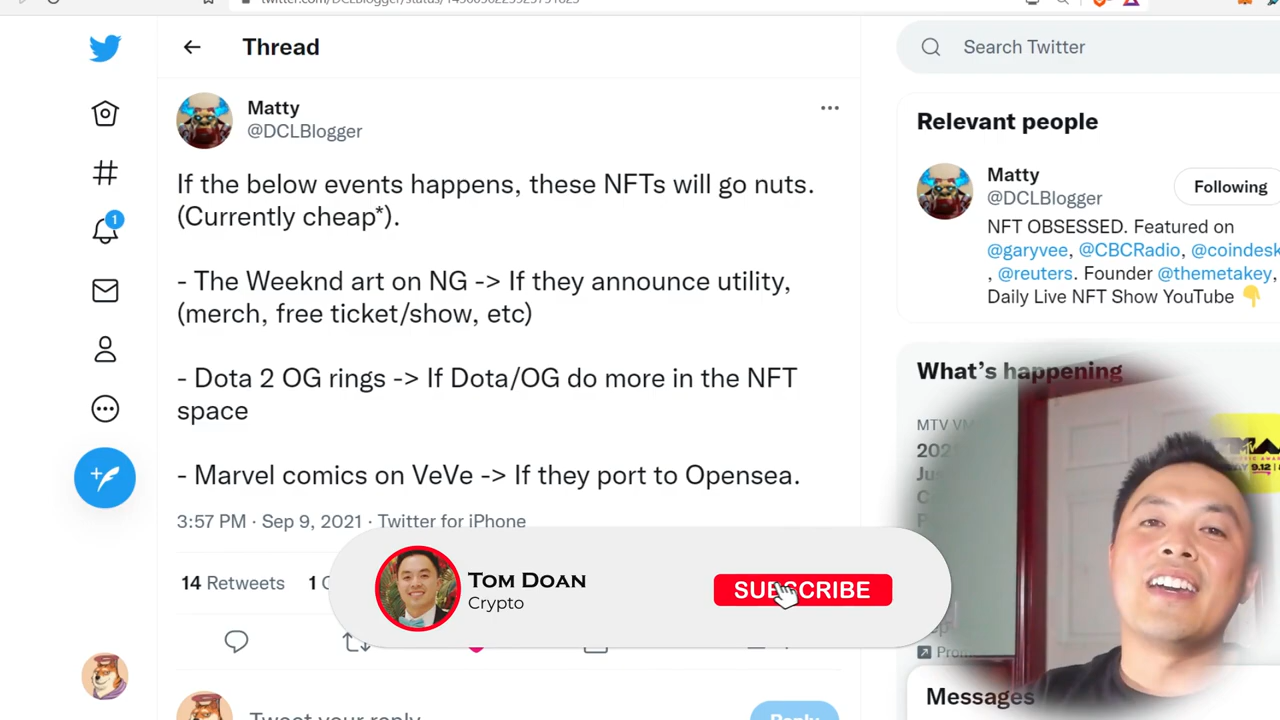 twitter.com/DCLBlogger/status/
Thread
Search Twitter
Matty
@DCLBlogger
If the below events happens, these NFTs will go nuts.
(Currently cheap*).
- The Weeknd art on NG -> If they announce utility,
(merch, free ticket/show, etc)
- Dota 2 OG rings -> If Dota/OG do more in the NFT
space
- Marvel comics on VeVe -> If they port to Opensea.
3:57 PM · Sep 9, 2021 · Twitter for iPhone
14 Retweets 1
1
Tweet your reply
Reply
Relevant people
Matty
@DCLBlogger
Following
NFT OBSESSED. Featured on
@garyvee, @CBCRadio, @coindesk
, @reuters. Founder @themetakey,
Daily Live NFT Show YouTube
What's happening
MTV
Messages
TOM DOAN
Crypto
SUBSCRIBE